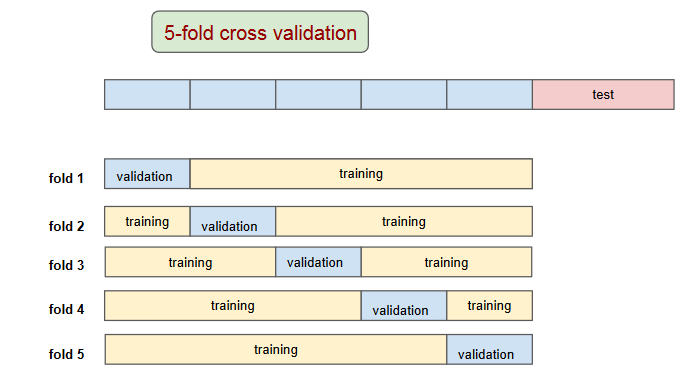 5-fold cross validation
test
fold 1 validation training
fold 2 training validation training
fold 3 training validation training
fold 4 training validation training
fold 5 training validation